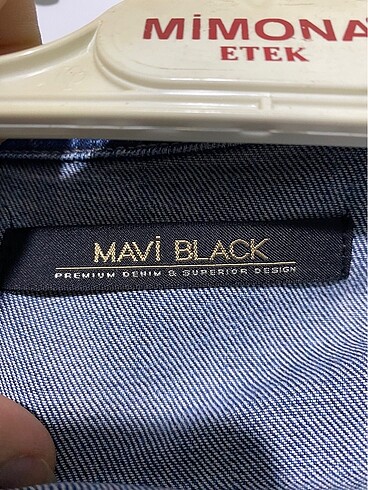 MİMONA
ETEK
MAVİ BLACK
PREMIUM DENIM & SUPERIOR DESIGN